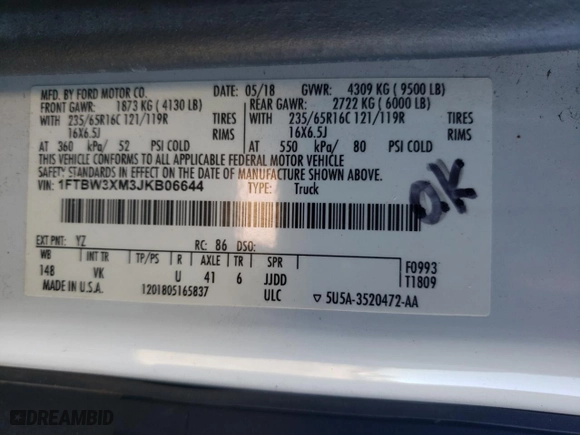 MFD. BY FORD MOTOR CO.
DATE: 05/18 GVWR: 4309 KG ( 9500 LB)
FRONT GAWR: 1873 KG ( 4130 LB) REAR GAWR: 2722 KG ( 6000 LB)
WITH 235/65R16C 121/119R TIRES WITH 235/65R16C 121/119R TIRES
16X6.5J RIMS 16X6.5J RIMS
AT 360 kPa/ 52 PSI COLD AT 550 kPa/ 80 PSI COLD
THIS VEHICLE CONFORMS TO ALL APPLICABLE FEDERAL MOTOR VEHICLE
SAFETY STANDARDS IN EFFECT ON THE DATE OF MANUFACTURE SHOWN ABOVE.
VIN: 1FTBW3XM3JKB06644 TYPE: Truck
O.K
EXT PNT: YZ RC: 86 DSO:
WB INT TR TP/PS R AXLE TR SPR
148 VK U 41 6 JJDD
F0993
T1809
MADE IN U.S.A. 1201805165837 ULC ▽ 5U5A-3520472-AA
DREAMBID